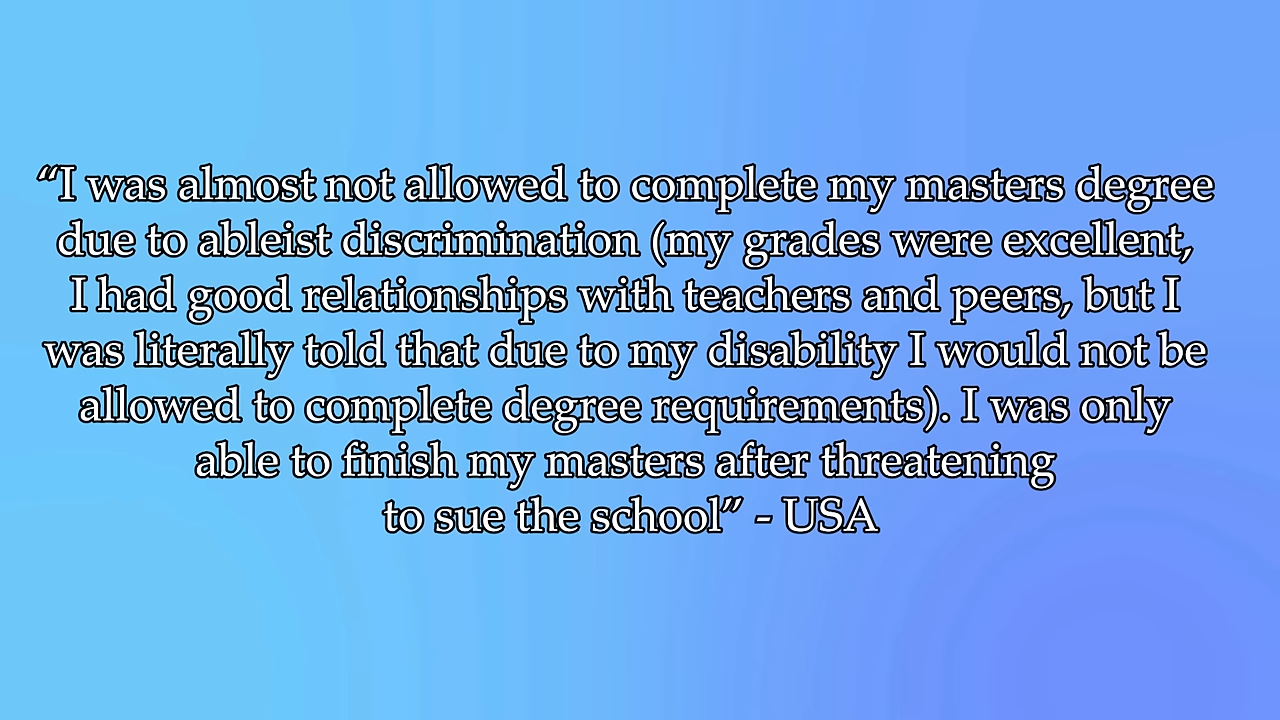 “I was almost not allowed to complete my masters degree
due to ableist discrimination (my grades were excellent,
I had good relationships with teachers and peers, but I
was literally told that due to my disability I would not be
allowed to complete degree requirements). I was only
able to finish my masters after threatening
to sue the school” - USA